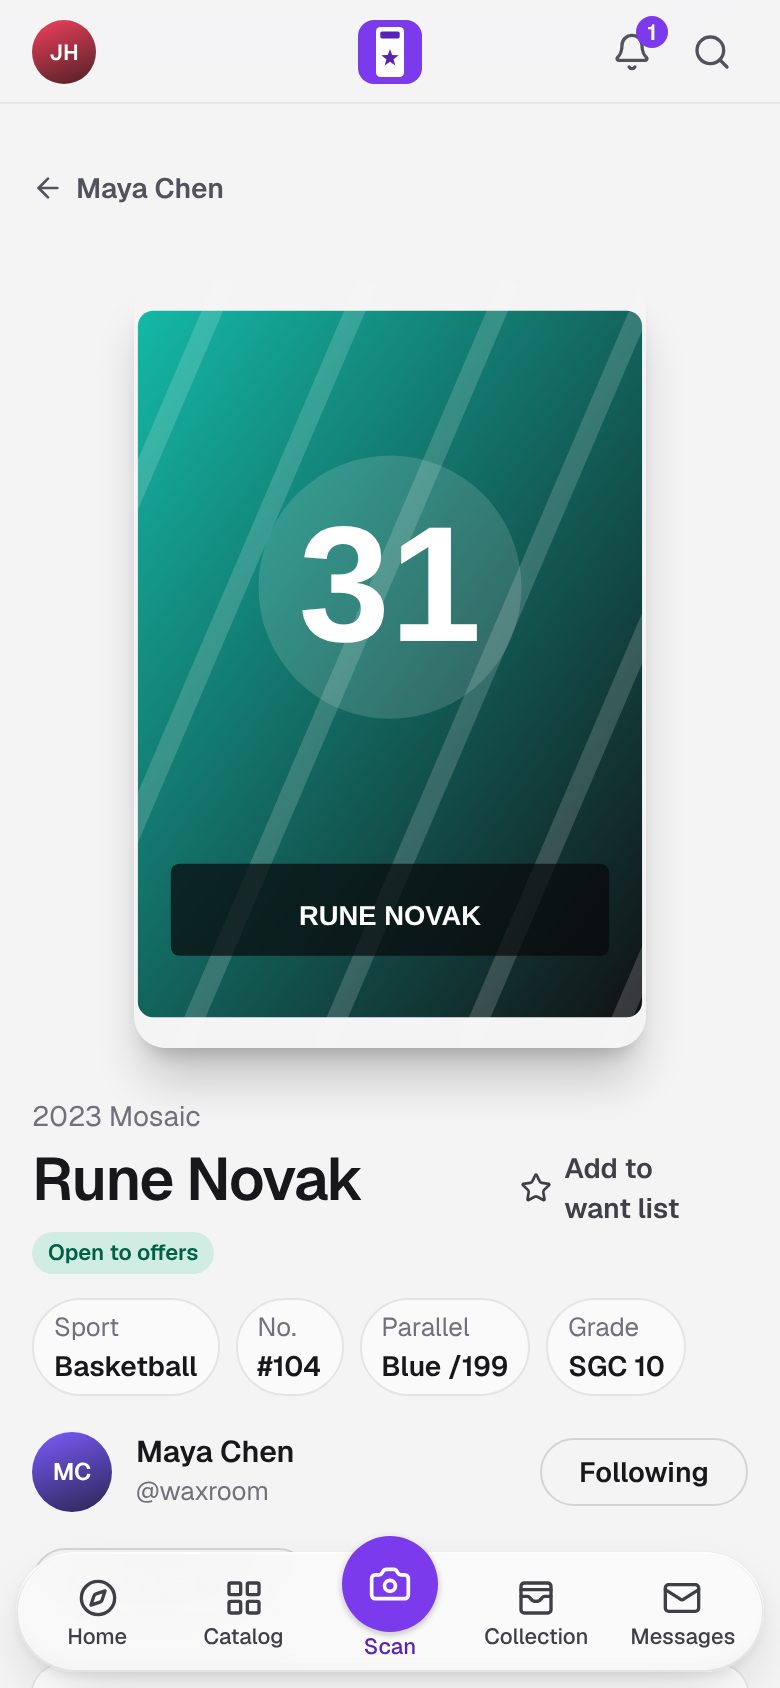 JH
1
Maya Chen
31
RUNE NOVAK
2023 Mosaic
Rune Novak
Add to
want list
Open to offers
Sport
Basketball
No.
#104
Parallel
Blue /199
Grade
SGC 10
MC
Maya Chen
@waxroom
Following
Home
Catalog
Scan
Collection
Messages